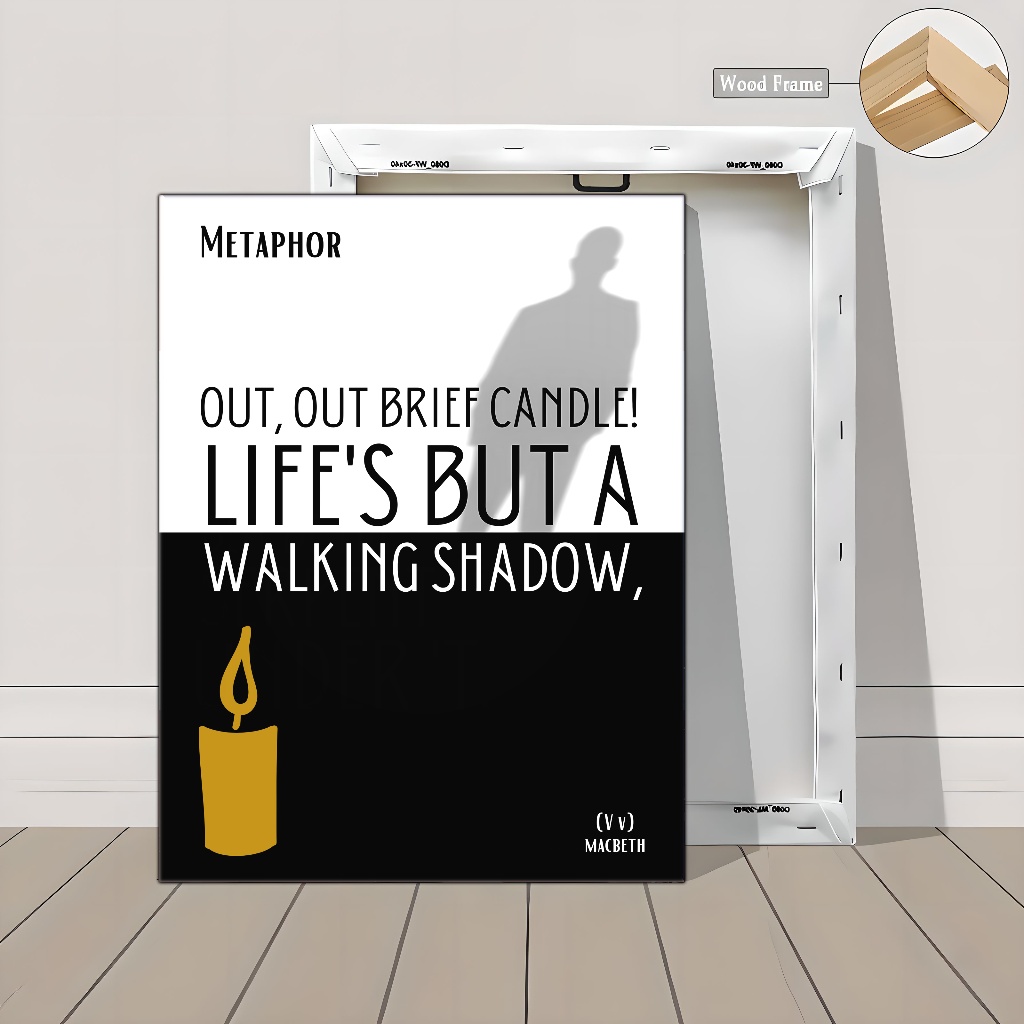 Wood Frame
METAPHOR
OUT, OUT BRIEF CANDLE!
LIFE'S BUT A
WALKING SHADOW,
(V v)
MACBETH